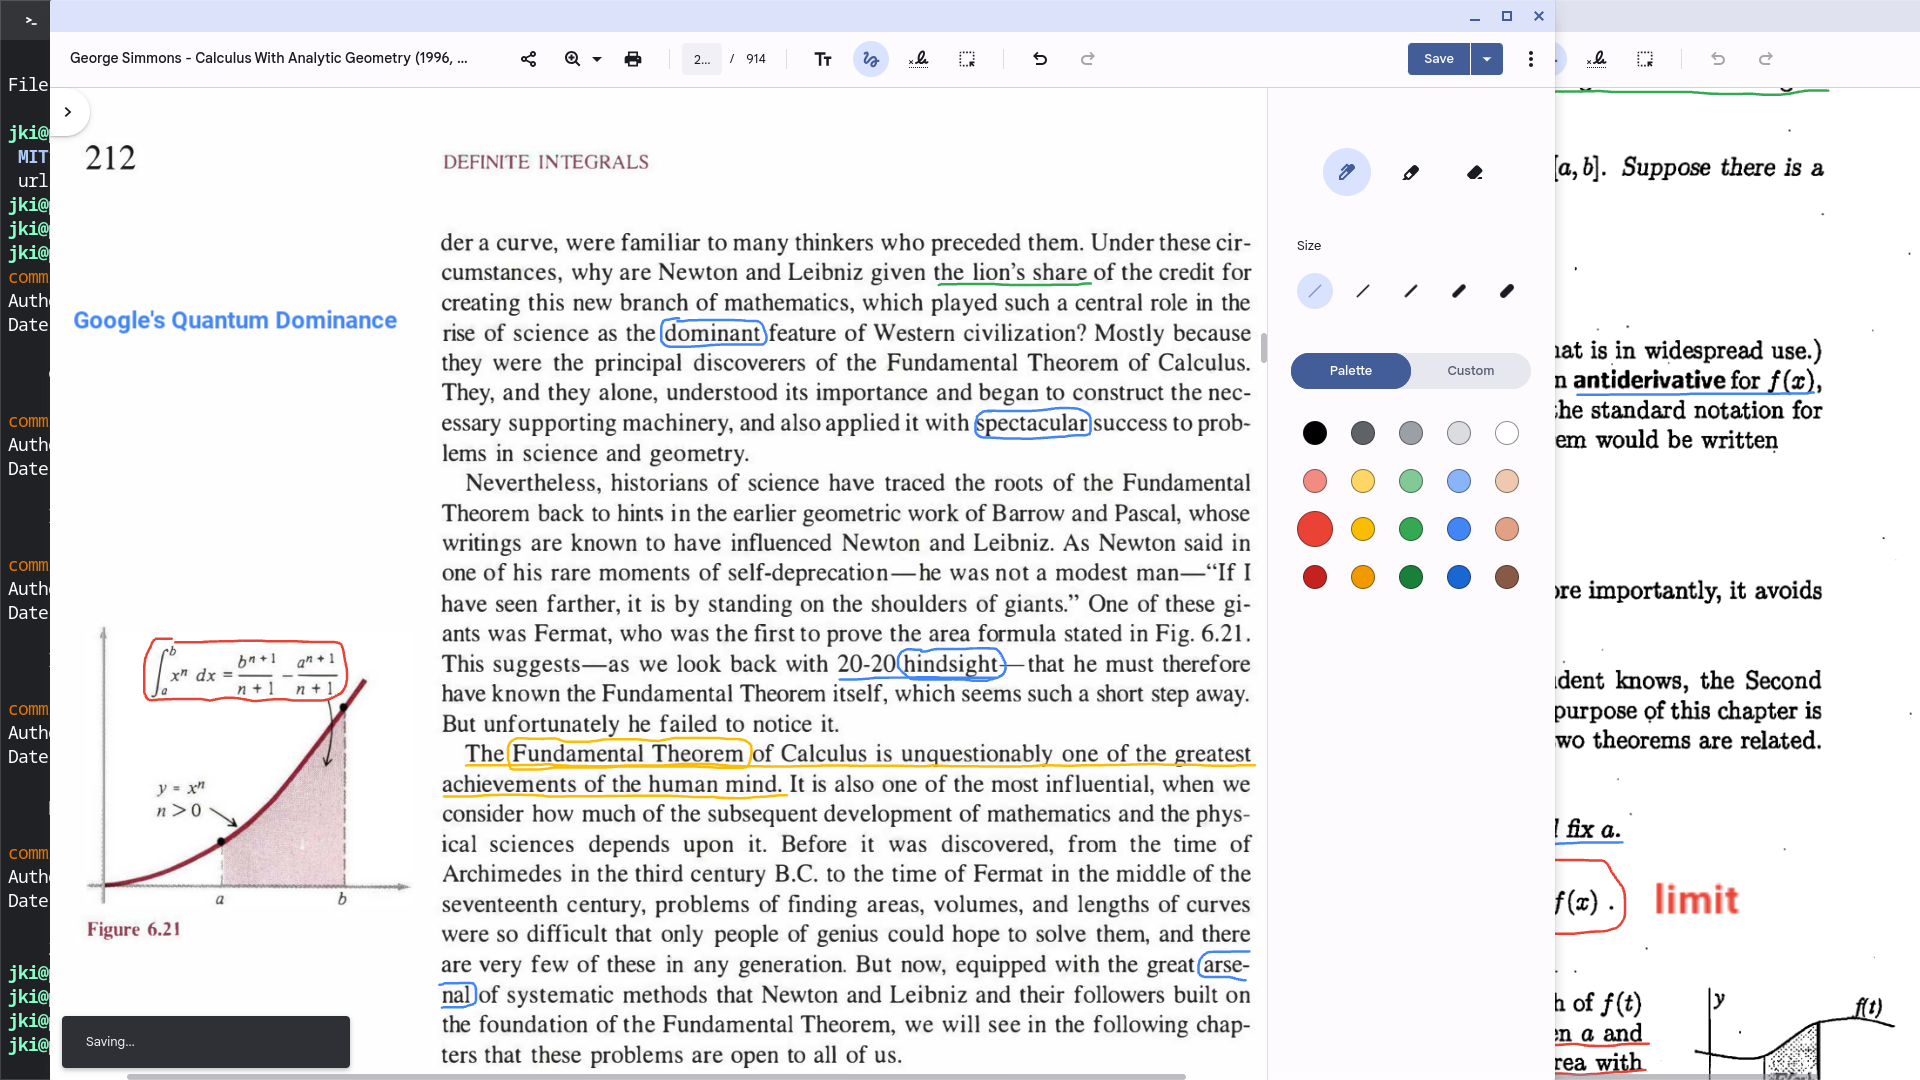 George Simmons - Calculus With Analytic Geometry (1996, ...
2... / 914
Save
File
jki@
MIT
url
jki@
jki@
jki@
comm
Auth
Date
comm
Auth
Date
comm
Auth
Date
comm
Auth
Date
comm
Auth
Date
jki@
jki@
jki@
jki@
212
DEFINITE INTEGRALS
der a curve, were familiar to many thinkers who preceded them. Under these cir-
cumstances, why are Newton and Leibniz given the lion's share of the credit for
creating this new branch of mathematics, which played such a central role in the
rise of science as the dominant feature of Western civilization? Mostly because
they were the principal discoverers of the Fundamental Theorem of Calculus.
They, and they alone, understood its importance and began to construct the nec-
essary supporting machinery, and also applied it with spectacular success to prob-
lems in science and geometry.
Nevertheless, historians of science have traced the roots of the Fundamental
Theorem back to hints in the earlier geometric work of Barrow and Pascal, whose
writings are known to have influenced Newton and Leibniz. As Newton said in
one of his rare moments of self-deprecation—he was not a modest man—“If I
have seen farther, it is by standing on the shoulders of giants.” One of these gi-
ants was Fermat, who was the first to prove the area formula stated in Fig. 6.21.
This suggests—as we look back with 20-20 hindsight—that he must therefore
have known the Fundamental Theorem itself, which seems such a short step away.
But unfortunately he failed to notice it.
The Fundamental Theorem of Calculus is unquestionably one of the greatest
achievements of the human mind. It is also one of the most influential, when we
consider how much of the subsequent development of mathematics and the phys-
ical sciences depends upon it. Before it was discovered, from the time of
Archimedes in the third century B.C. to the time of Fermat in the middle of the
seventeenth century, problems of finding areas, volumes, and lengths of curves
were so difficult that only people of genius could hope to solve them, and there
are very few of these in any generation. But now, equipped with the great arse-
nal of systematic methods that Newton and Leibniz and their followers built on
the foundation of the Fundamental Theorem, we will see in the following chap-
ters that these problems are open to all of us.
Google's Quantum Dominance
∫_a^b x^n dx = b^{n+1}/(n+1) − a^{n+1}/(n+1)
y = x^n
n > 0
a b
Figure 6.21
Saving...
Size
Palette Custom
[a, b]. Suppose there is a
hat is in widespread use.)
n antiderivative for f(x),
he standard notation for
em would be written
ore importantly, it avoids
dent knows, the Second
purpose of this chapter is
wo theorems are related.
fix a.
f(x) .
limit
h of f(t)
en a and
rea with
y
f(t)